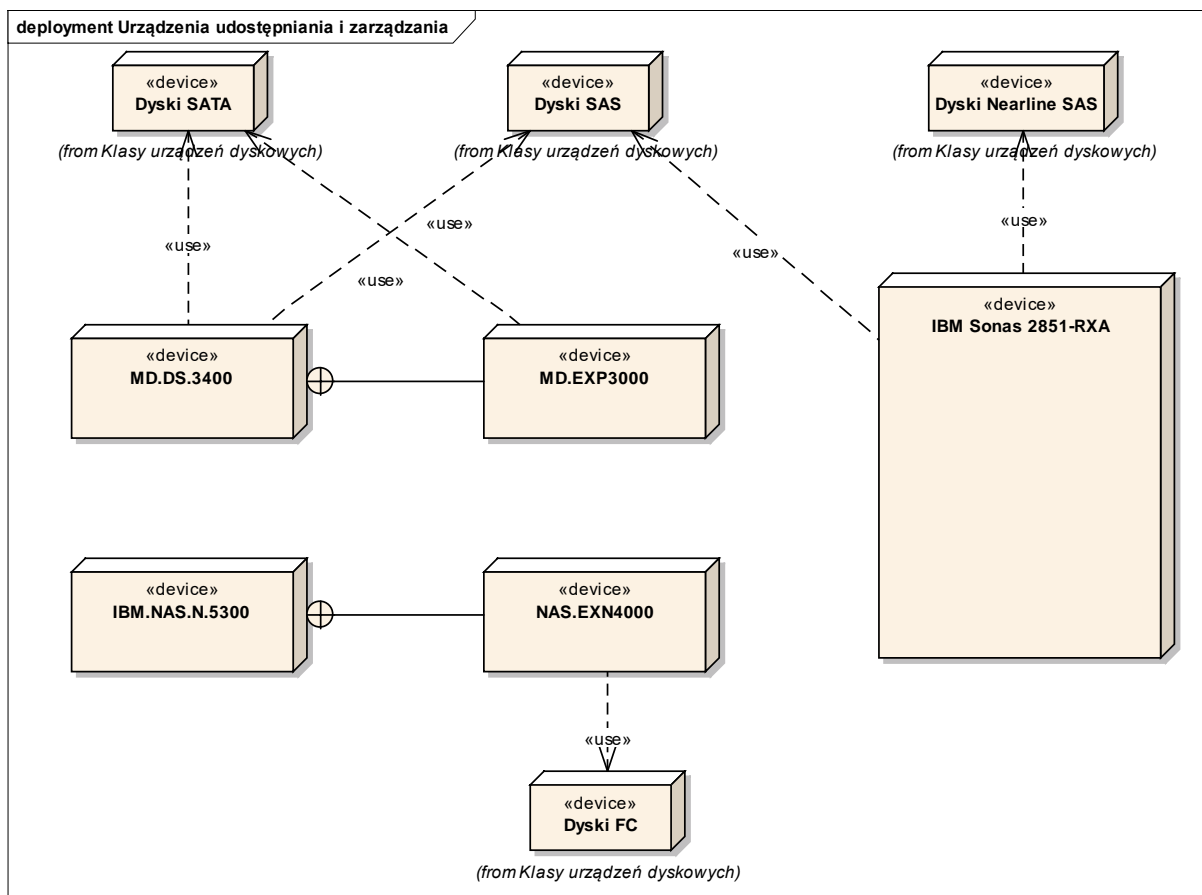 deployment Urządzenia udostępniania i zarządzania
«device»
Dyski SATA
(from Klasy urządzeń dyskowych)
«device»
Dyski SAS
(from Klasy urządzeń dyskowych)
«device»
Dyski Nearline SAS
(from Klasy urządzeń dyskowych)
«use»
«use»
«use»
«use»
«use»
«device»
MD.DS.3400
«device»
MD.EXP3000
«device»
IBM Sonas 2851-RXA
«device»
IBM.NAS.N.5300
«device»
NAS.EXN4000
«use»
«device»
Dyski FC
(from Klasy urządzeń dyskowych)